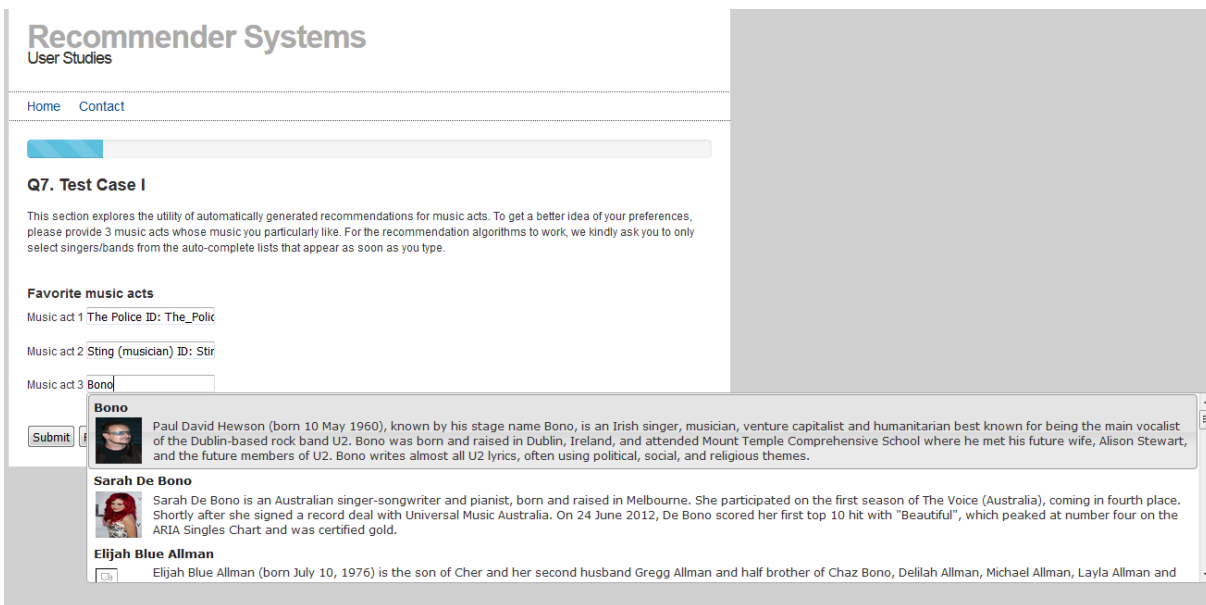 Recommender Systems
User Studies
Home Contact
Q7. Test Case I
This section explores the utility of automatically generated recommendations for music acts. To get a better idea of your preferences,
please provide 3 music acts whose music you particularly like. For the recommendation algorithms to work, we kindly ask you to only
select singers/bands from the auto-complete lists that appear as soon as you type.
Favorite music acts
Music act 1 The Police ID: The_Polic
Music act 2 Sting (musician) ID: Stir
Music act 3 Bono
Bono
Paul David Hewson (born 10 May 1960), known by his stage name Bono, is an Irish singer, musician, venture capitalist and humanitarian best known for being the main vocalist
Submit
of the Dublin-based rock band U2. Bono was born and raised in Dublin, Ireland, and attended Mount Temple Comprehensive School where he met his future wife, Alison Stewart,
and the future members of U2. Bono writes almost all U2 lyrics, often using political, social, and religious themes.
Sarah De Bono
Sarah De Bono is an Australian singer-songwriter and pianist, born and raised in Melbourne. She participated on the first season of The Voice (Australia), coming in fourth place.
Shortly after she signed a record deal with Universal Music Australia. On 24 June 2012, De Bono scored her first top 10 hit with "Beautiful", which peaked at number four on the
ARIA Singles Chart and was certified gold.
Elijah Blue Allman
Elijah Blue Allman (born July 10, 1976) is the son of Cher and her second husband Gregg Allman and half brother of Chaz Bono, Delilah Allman, Michael Allman, Layla Allman and